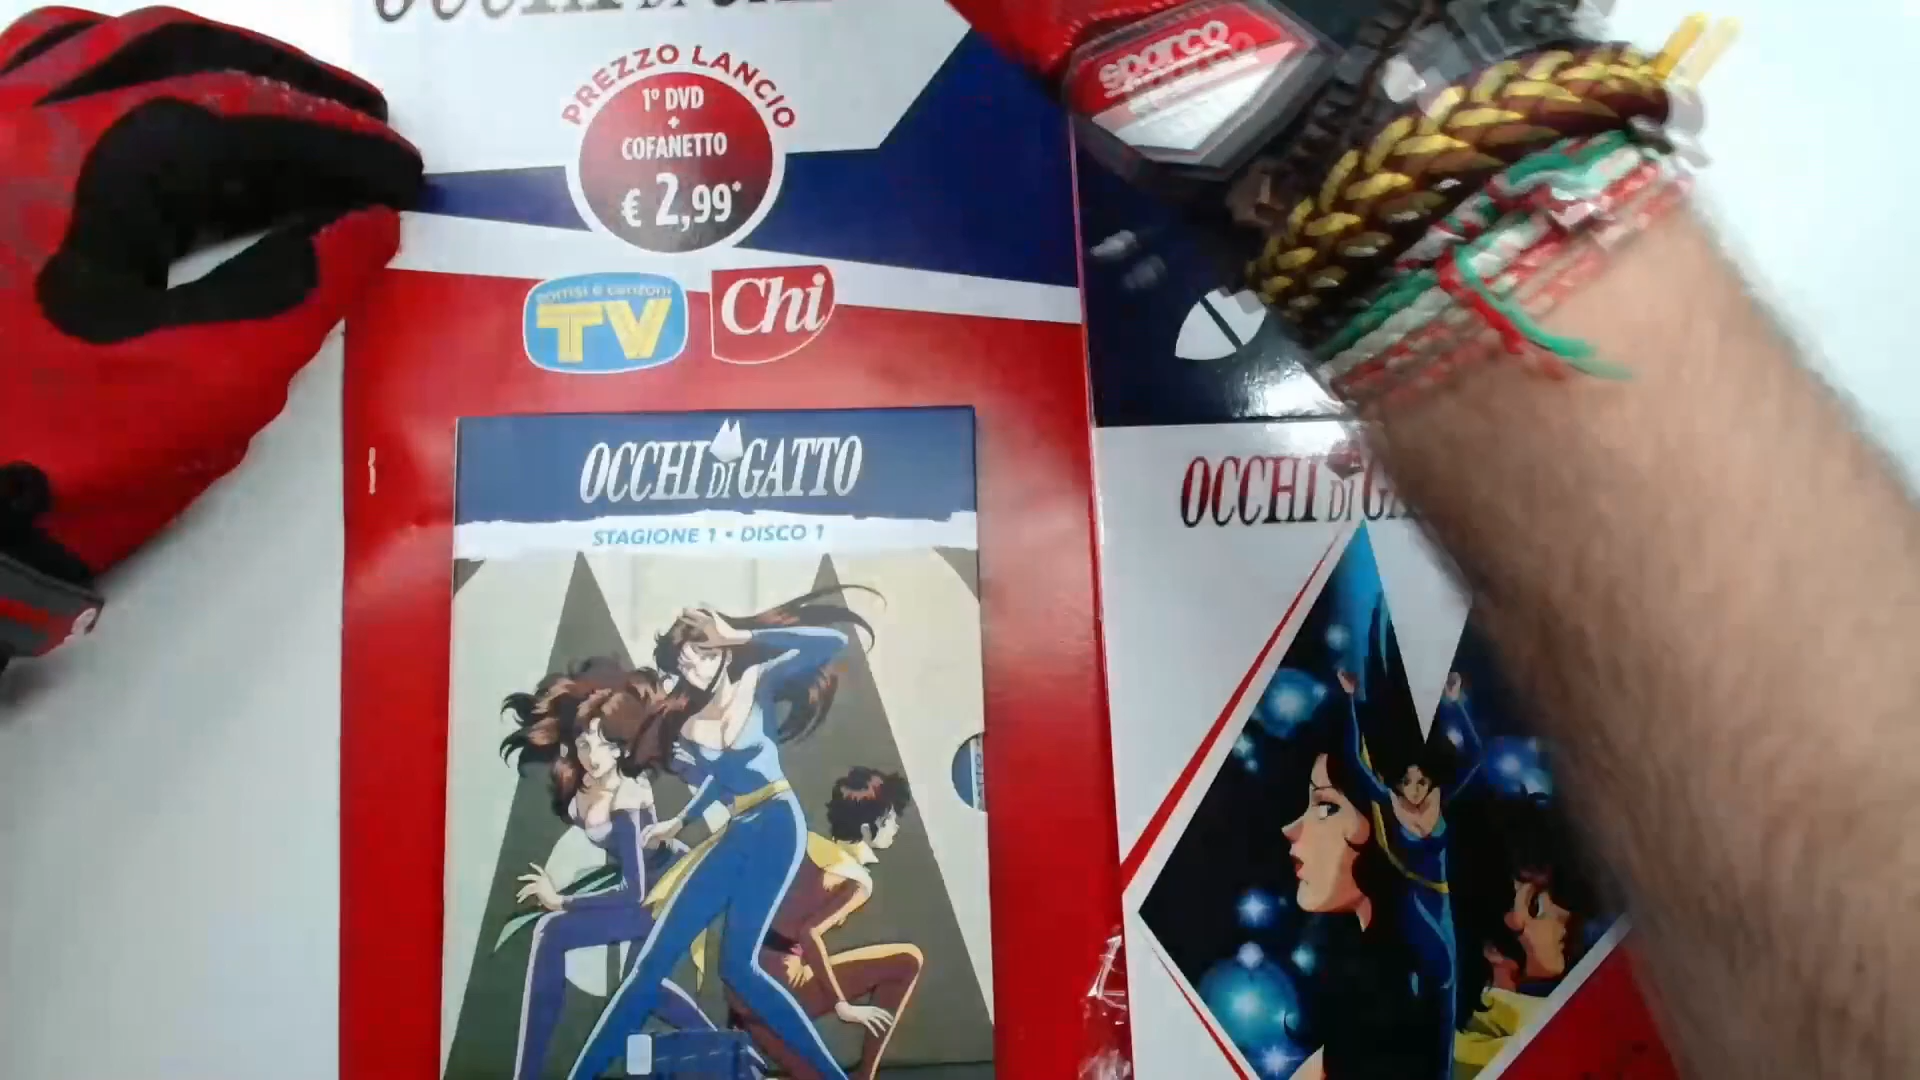 PREZZO LANCIO
1° DVD
+
COFANETTO
€ 2,99*
sorrisi e canzoni
TV
Chi
sparco
OCCHI DI GATTO
STAGIONE 1 • DISCO 1
OCCHI DI